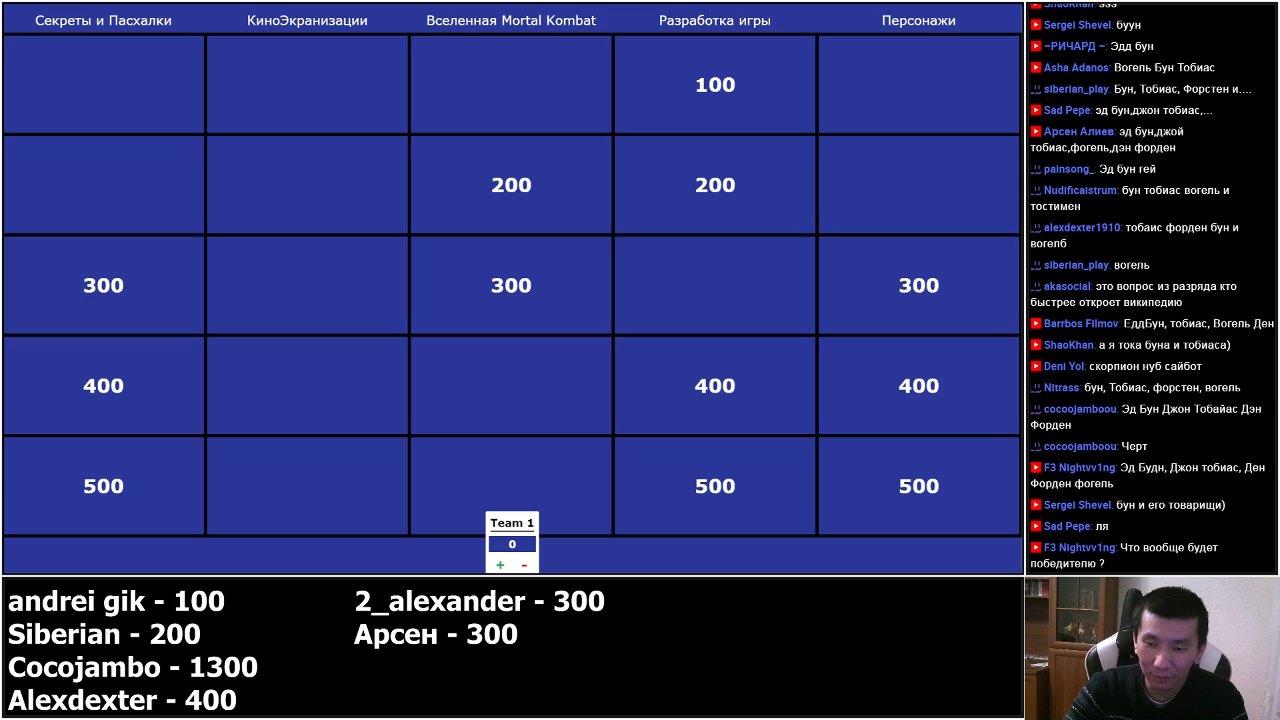 Секреты и Пасхалки
КиноЭкранизации
Вселенная Mortal Kombat
Разработка игры
Персонажи
100
200
200
300
300
300
400
400
400
500
500
500
Team 1
0
+ -
andrei gik - 100
Siberian - 200
Cocojambo - 1300
Alexdexter - 400
2_alexander - 300
Арсен - 300
ShaoKhan: эээ
Sergei Shevel: буун
–РИЧАРД –: Эдд бун
Asha Adanos: Вогель Бун Тобиас
siberian_play: Бун, Тобиас, Форстен и....
Sad Pepe: эд бун,джон тобиас,...
Арсен Алиев: эд бун,джой
тобиас,фогель,дэн форден
painsong_: Эд бун гей
Nudificaistrum: бун тобиас вогель и
тостимен
alexdexter1910: тобаис форден бун и
вогелб
siberian_play: вогель
akasocial: это вопрос из разряда кто
быстрее откроет википедию
Barrbos Filmov: ЕддБун, тобиас, Вогель Ден
ShaoKhan: а я тока буна и тобиаса)
Deni Yol: скорпион нуб сайбот
Nitrass: бун, Тобиас, форстен, вогель
cocoojamboou: Эд Бун Джон Тобайас Дэн
Форден
cocoojamboou: Черт
F3 Nightvv1ng: Эд Будн, Джон тобиас, Ден
Форден фогель
Sergei Shevel: бун и его товарищи)
Sad Pepe: ля
F3 Nightvv1ng: Что вообще будет
победителю ?